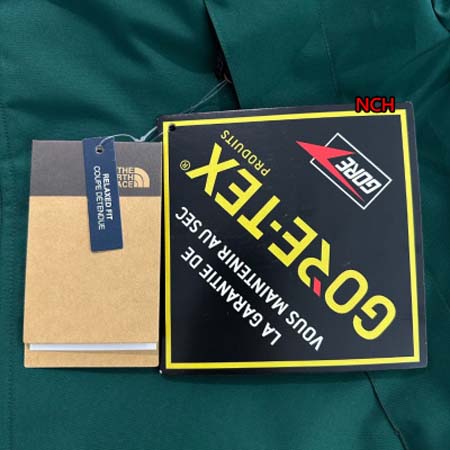 NCH
THE
NORTH
FACE
RELAXED FIT
COUPE DÉTENDUE
GORE
GORE-TEX®
PRODUITS
LA GARANTIE DE
VOUS MAINTENIR AU SEC